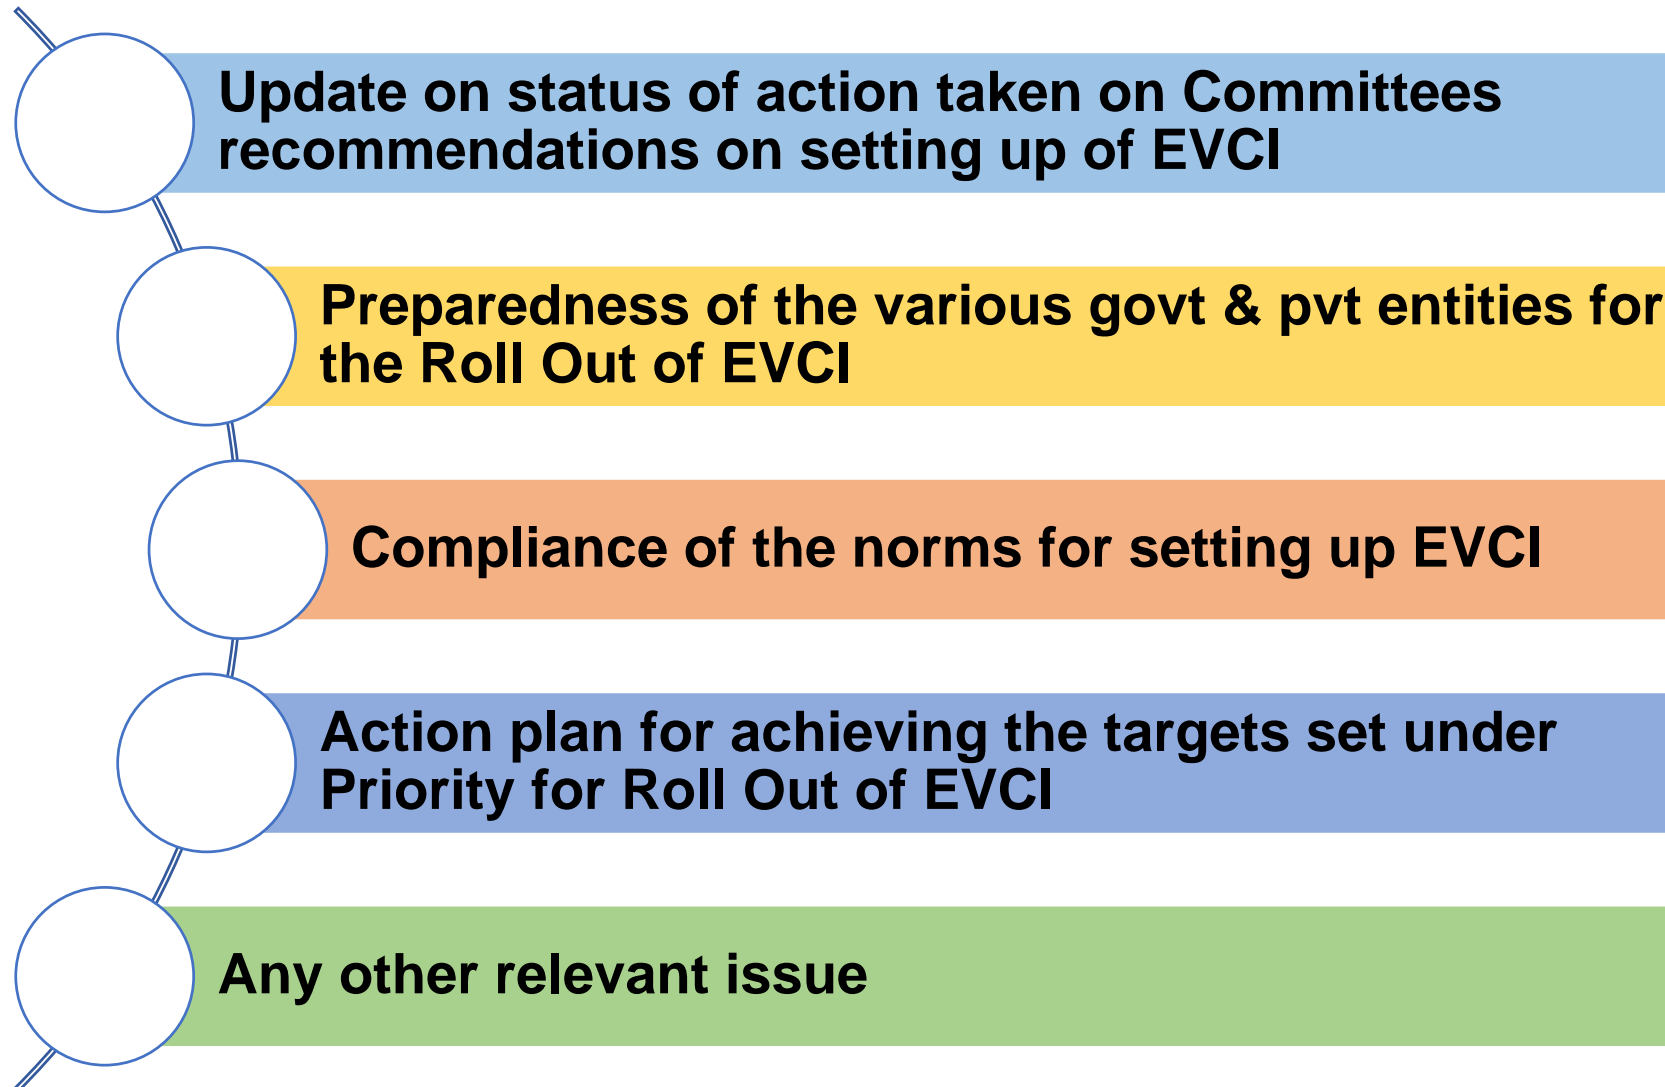 Update on status of action taken on Committees
recommendations on setting up of EVCI
Preparedness of the various govt & pvt entities for
the Roll Out of EVCI
Compliance of the norms for setting up EVCI
Action plan for achieving the targets set under
Priority for Roll Out of EVCI
Any other relevant issue